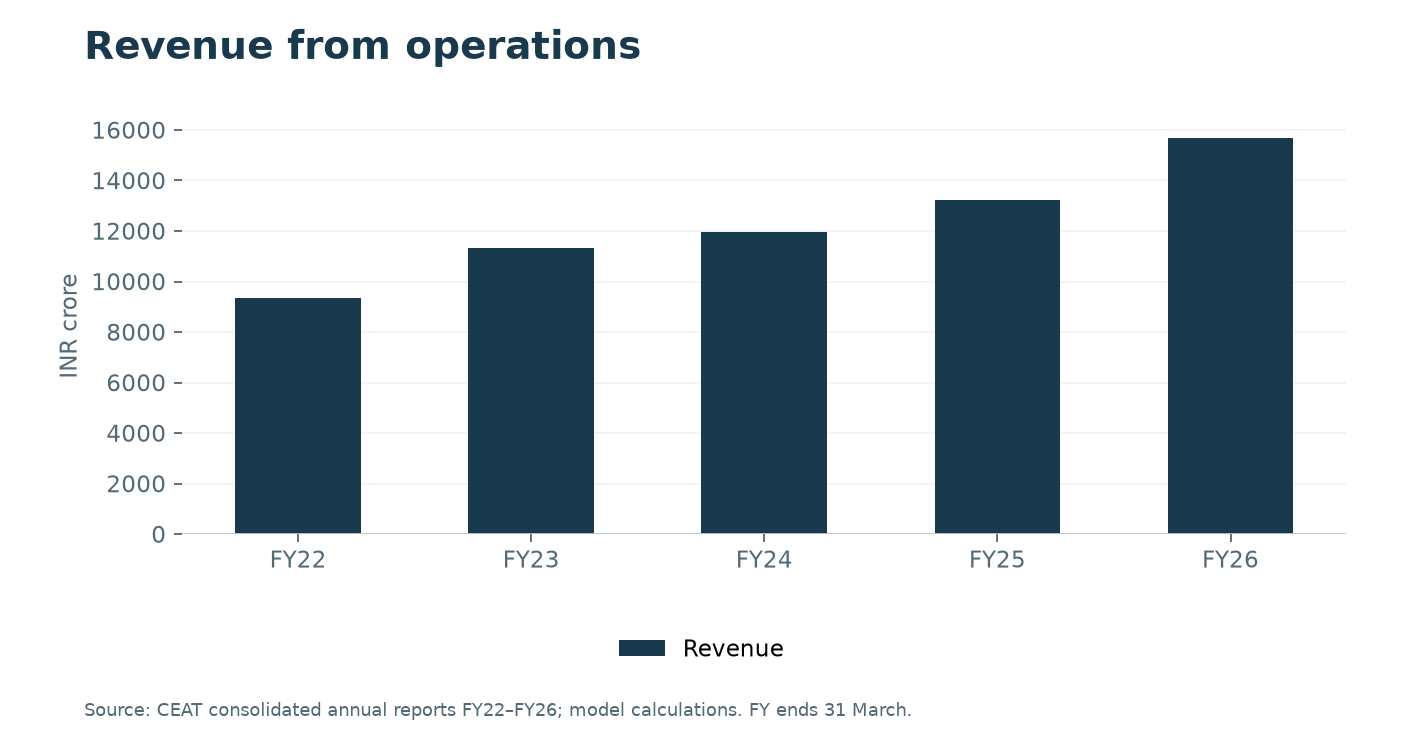 Revenue from operations
16000
14000
12000
10000
8000
6000
4000
2000
0
INR crore
FY22
FY23
FY24
FY25
FY26
Revenue
Source: CEAT consolidated annual reports FY22–FY26; model calculations. FY ends 31 March.